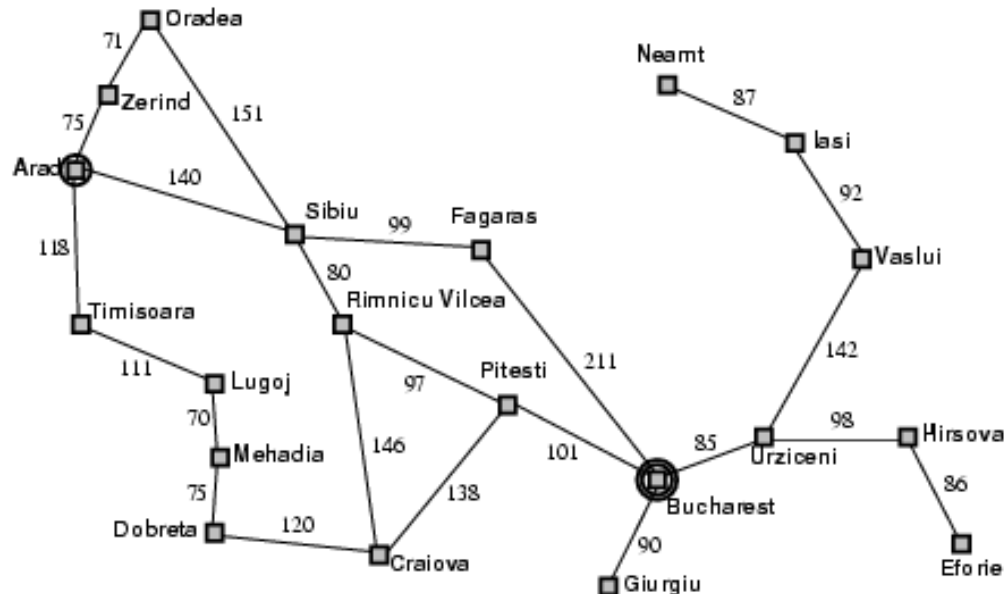 Oradea
71
Neamt
87
Zerind
75
151
Iasi
Arad
140
92
Sibiu
99
Fagaras
118
80
Vaslui
Timisoara
Rimnicu Vilcea
142
111
97
Pitesti
211
Lugoj
70
98
Hirsova
146
101
85
Urziceni
Mehadia
75
138
86
Bucharest
Dobreta
120
90
Craiova
Eforie
Giurgiu